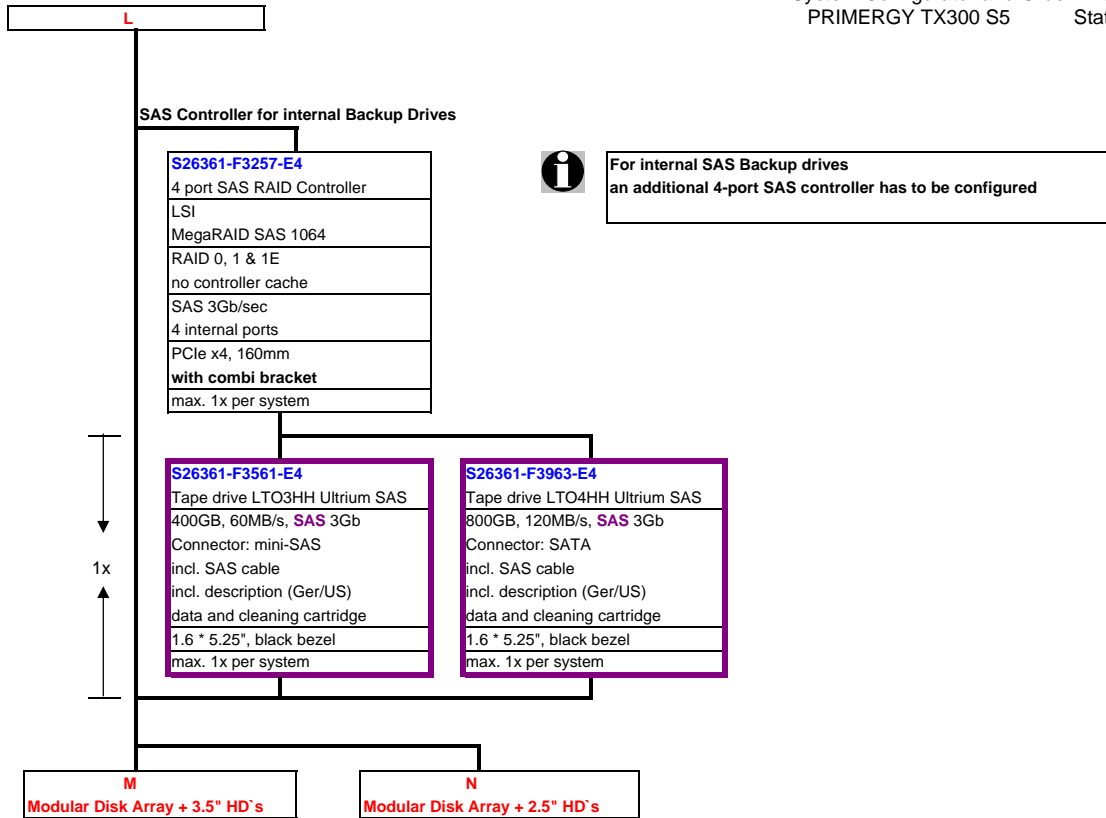 PRIMERGY TX300 S5
L
SAS Controller for internal Backup Drives
S26361-F3257-E4
4 port SAS RAID Controller
LSI
MegaRAID SAS 1064
RAID 0, 1 & 1E
no controller cache
SAS 3Gb/sec
4 internal ports
PCIe x4, 160mm
with combi bracket
max. 1x per system
For internal SAS Backup drives
an additional 4-port SAS controller has to be configured
1x
S26361-F3561-E4
Tape drive LTO3HH Ultrium SAS
400GB, 60MB/s, SAS 3Gb
Connector: mini-SAS
incl. SAS cable
incl. description (Ger/US)
data and cleaning cartridge
1.6 * 5.25", black bezel
max. 1x per system
S26361-F3963-E4
Tape drive LTO4HH Ultrium SAS
800GB, 120MB/s, SAS 3Gb
Connector: SATA
incl. SAS cable
incl. description (Ger/US)
data and cleaning cartridge
1.6 * 5.25", black bezel
max. 1x per system
M
Modular Disk Array + 3.5" HD`s
N
Modular Disk Array + 2.5" HD`s